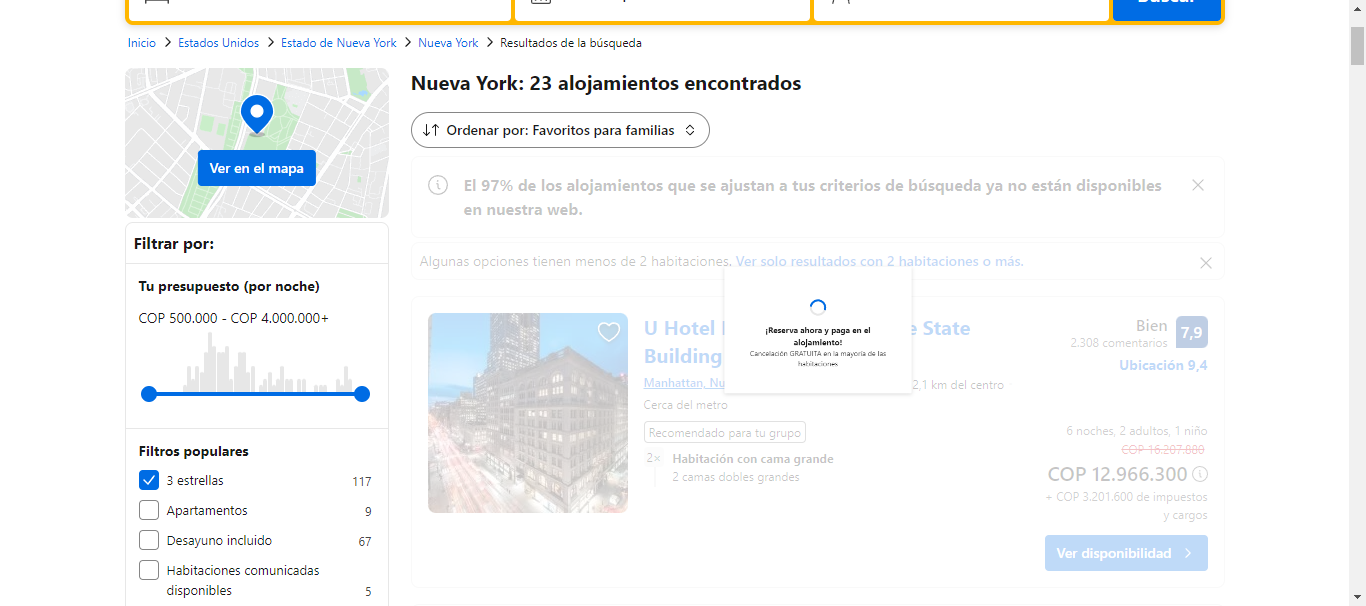 Inicio > Estados Unidos > Estado de Nueva York > Nueva York > Resultados de la búsqueda
Ver en el mapa
Filtrar por:
Tu presupuesto (por noche)
COP 500.000 - COP 4.000.000+
Filtros populares
3 estrellas 117
Apartamentos 9
Desayuno incluido 67
Habitaciones comunicadas
disponibles 5
Nueva York: 23 alojamientos encontrados
Ordenar por: Favoritos para familias
El 97% de los alojamientos que se ajustan a tus criterios de búsqueda ya no están disponibles
en nuestra web.
Algunas opciones tienen menos de 2 habitaciones. Ver solo resultados con 2 habitaciones o más.
¡Reserva ahora y paga en el
alojamiento!
Cancelación GRATUITA en la mayoría de las
habitaciones
U Hotel State
Building
Manhattan, 2,1 km del centro
Cerca del metro
Recomendado para tu grupo
2× Habitación con cama grande
2 camas dobles grandes
Bien 7,9
2.308 comentarios
Ubicación 9,4
6 noches, 2 adultos, 1 niño
COP 16.207.880
COP 12.966.300
+ COP 3.201.600 de impuestos
y cargos
Ver disponibilidad